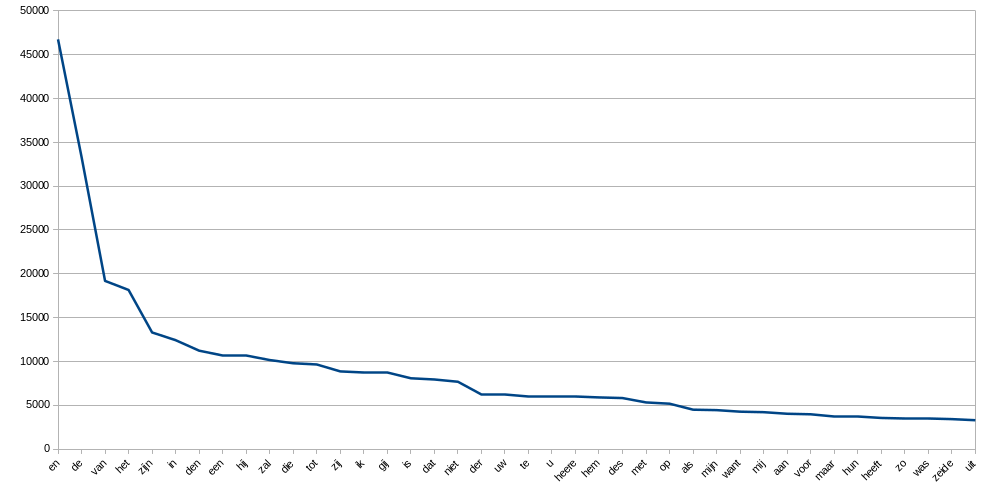 50000
45000
40000
35000
30000
25000
20000
15000
10000
5000
0
en
de
van
het
zijn
in
den
een
hij
zal
die
tot
zij
ik
gij
is
dat
niet
der
uw
te
u
heere
hem
des
met
op
als
mijn
want
mij
aan
voor
maar
hun
heeft
zo
was
zeide
uit